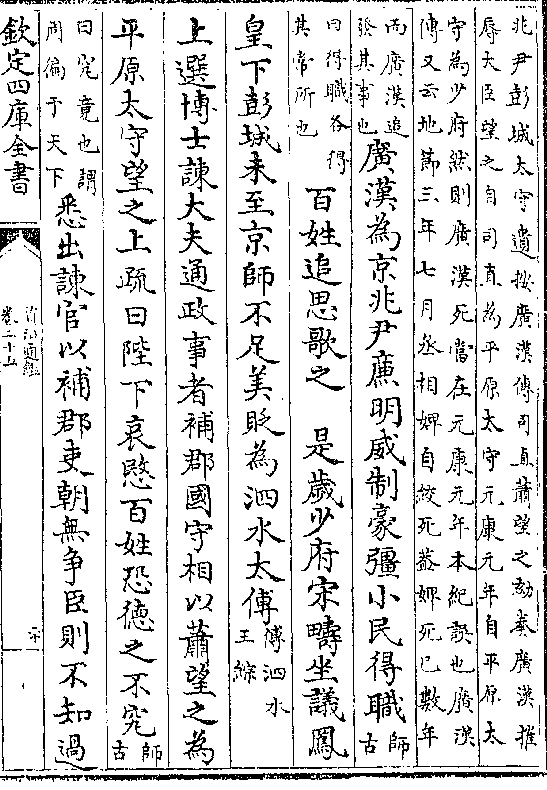 兆尹彭城太守遺按廣漢傳司直蕭望之劾奏廣漢摧
辱大臣望之自司直為平原太守元康元年自平原太
守為少府然則廣漢死當在元康元年本紀誤也廣漢
傳又云地節三年七月丞相婢自絞死葢婢死已數年
而廣漢追
發其事也
廣漢為京兆尹廉明威制豪彊小民得職
師
古
曰得職各得
其常所也
百姓追思歌之 是歲少府宋疇坐議鳳
皇下彭城未至京師不足美貶為泗水太傅
傅泗水
王綜
上選博士諫大夫通政事者補郡國守相以蕭望之為
平原太守望之上疏曰陛下哀愍百姓恐德之不究
師
古
曰究竟也謂
周徧于天下
悉出諫官以補郡吏朝無争臣則不知過
欽定四庫全書
資治通鑑
卷二十五